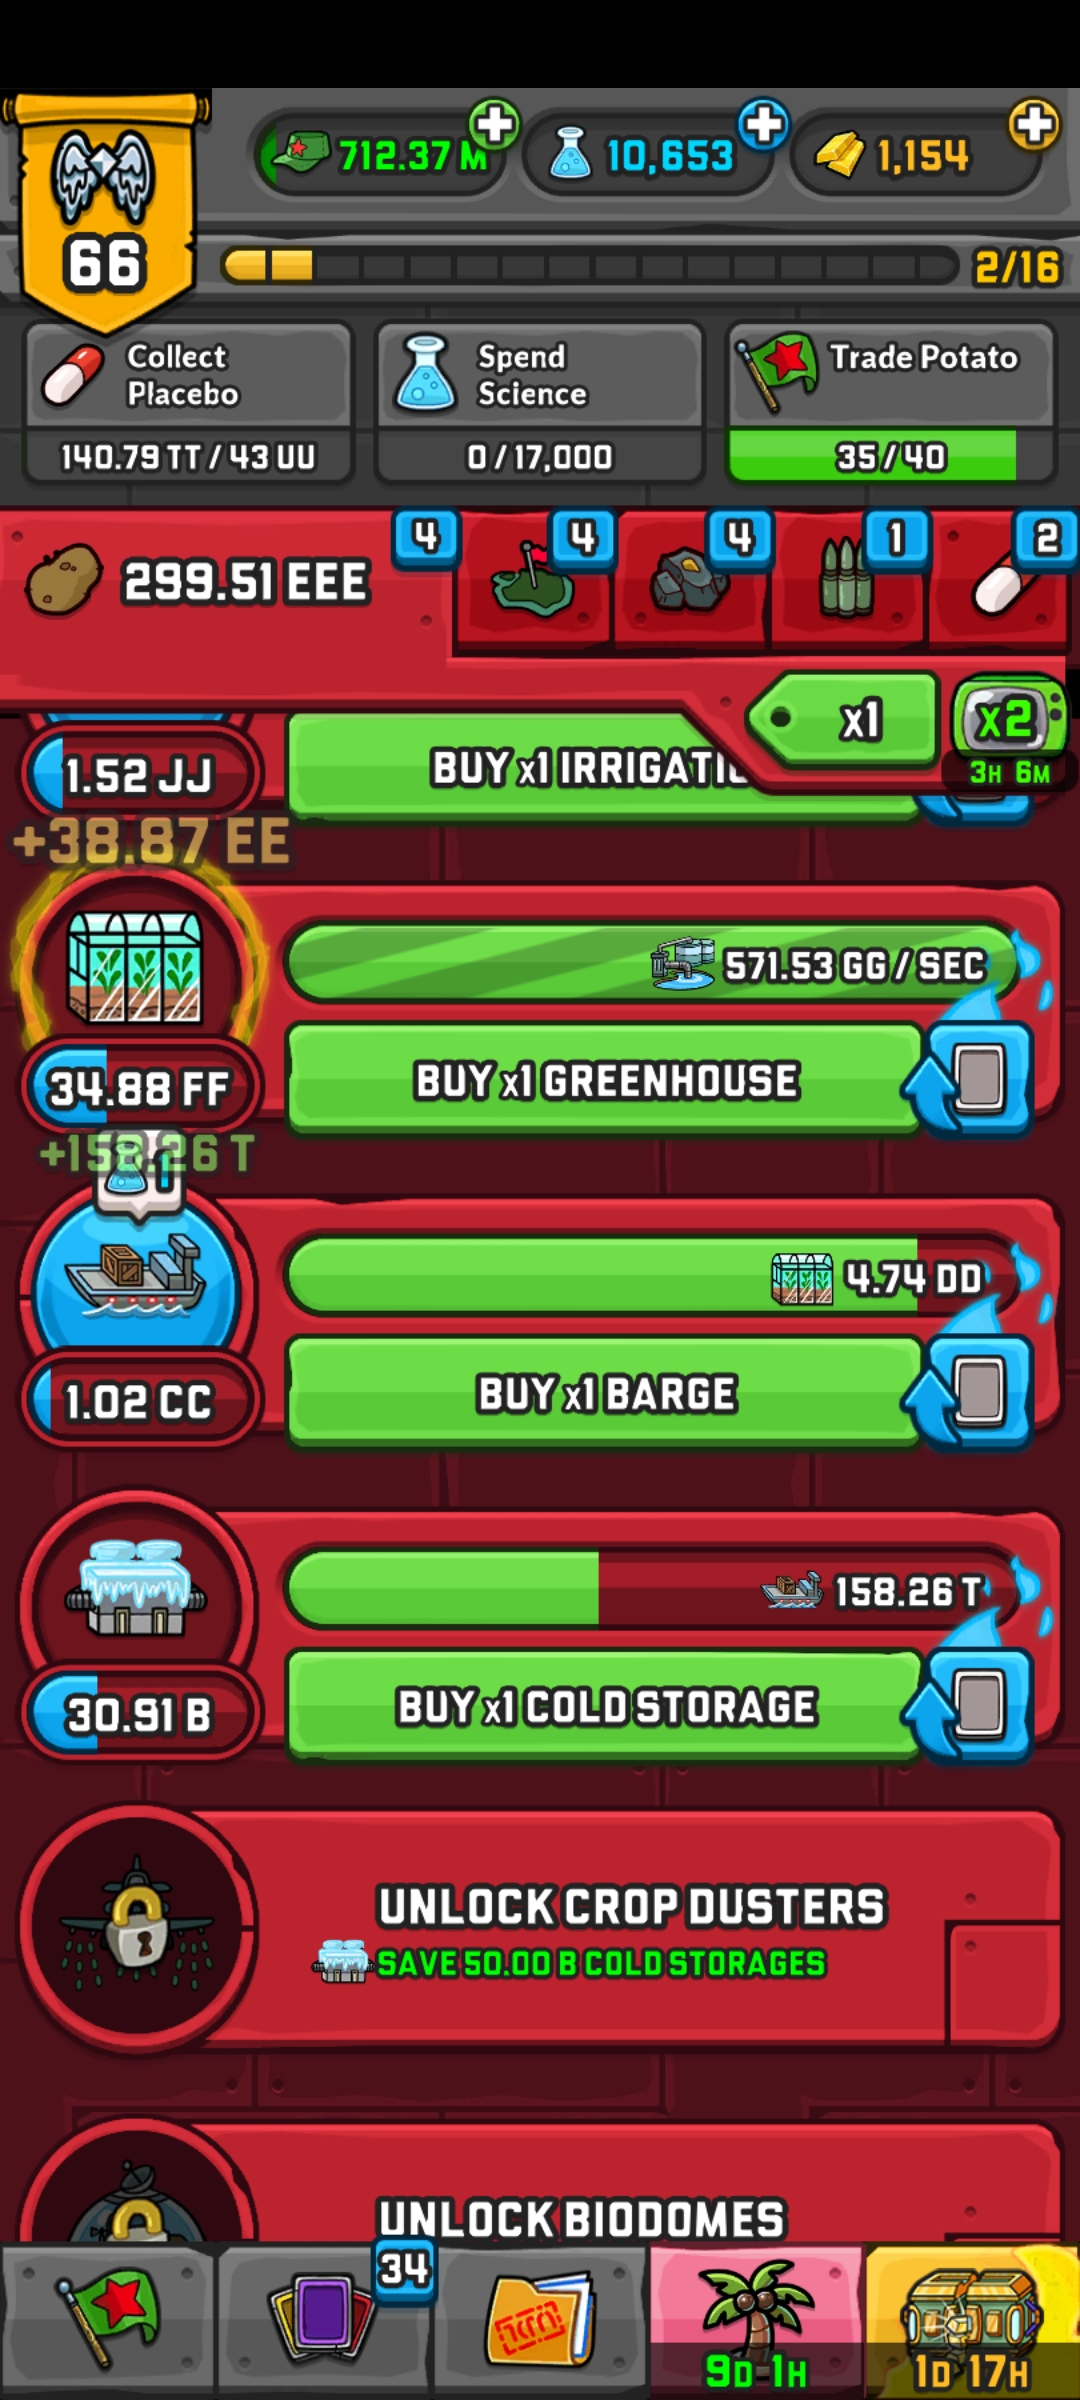 712.37 M
10,653
1,154
66
2/16
Collect
Placebo
140.79 TT / 43 UU
Spend
Science
0 / 17,000
Trade Potato
35 / 40
299.51 EEE
4
4
4
1
2
x1
x2
3H 6M
1.52 JJ
BUY x1 IRRIGATIO
+38.87 EE
571.53 GG / SEC
34.88 FF
BUY x1 GREENHOUSE
+158.26 T
1
4.74 DD
1.02 CC
BUY x1 BARGE
158.26 T
30.91 B
BUY x1 COLD STORAGE
UNLOCK CROP DUSTERS
SAVE 50.00 B COLD STORAGES
UNLOCK BIODOMES
34
9D 1H
1D 17H